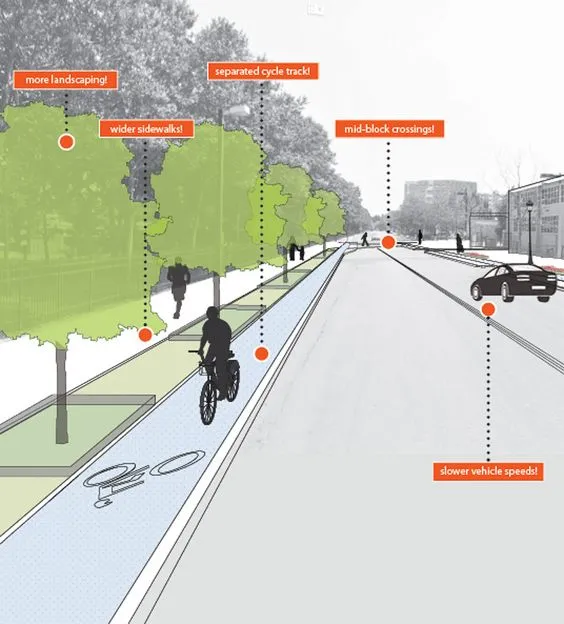 separated cycle track!
more landscaping!
wider sidewalks!
mid-block crossings!
slower vehicle speeds!